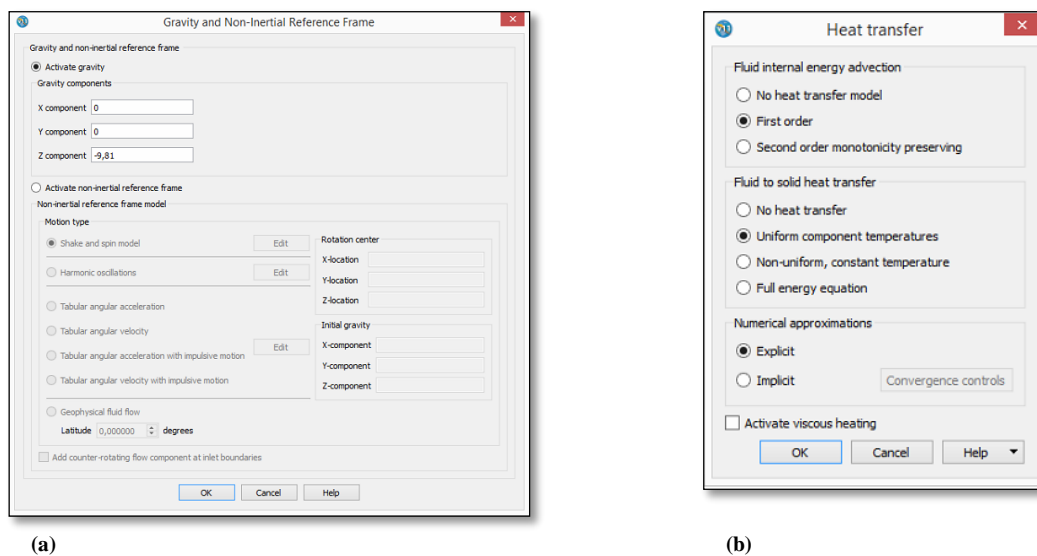 Gravity and Non-Inertial Reference Frame
Gravity and non-inertial reference frame
Activate gravity
Gravity components
X component 0
Y component 0
Z component -9,81
Activate non-inertial reference frame
Non-inertial reference frame model
Motion type
Shake and spin model Edit
Harmonic oscillations Edit
Tabular angular acceleration
Tabular angular velocity
Tabular angular acceleration with impulsive motion Edit
Tabular angular velocity with impulsive motion
Geophysical fluid flow
Latitude 0,000000 degrees
Rotation center
X-location
Y-location
Z-location
Initial gravity
X-component
Y-component
Z-component
Add counter-rotating flow component at inlet boundaries
OK Cancel Help
(a)
Heat transfer
Fluid internal energy advection
No heat transfer model
First order
Second order monotonicity preserving
Fluid to solid heat transfer
No heat transfer
Uniform component temperatures
Non-uniform, constant temperature
Full energy equation
Numerical approximations
Explicit
Implicit Convergence controls
Activate viscous heating
OK Cancel Help
(b)